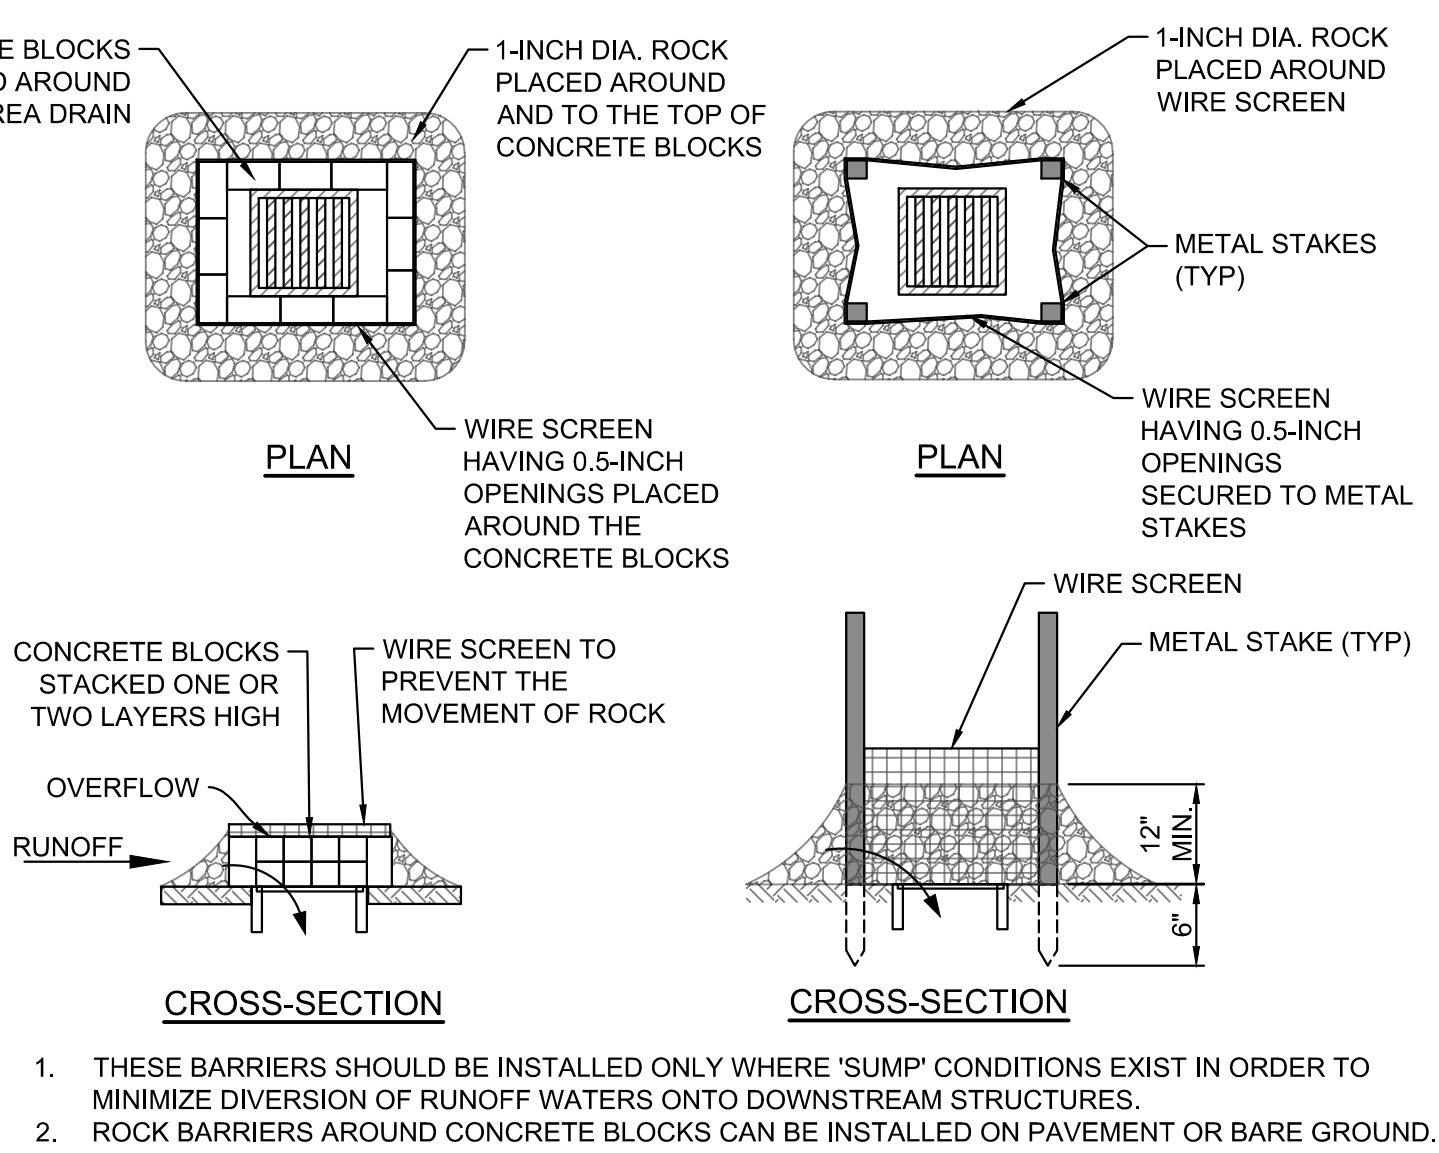 BLOCKS
AROUND
DRAIN
1-INCH DIA. ROCK
PLACED AROUND
AND TO THE TOP OF
CONCRETE BLOCKS
1-INCH DIA. ROCK
PLACED AROUND
WIRE SCREEN
METAL STAKES
(TYP)
WIRE SCREEN
HAVING 0.5-INCH
OPENINGS PLACED
AROUND THE
CONCRETE BLOCKS
PLAN
WIRE SCREEN
HAVING 0.5-INCH
OPENINGS
SECURED TO METAL
STAKES
PLAN
CONCRETE BLOCKS
STACKED ONE OR
TWO LAYERS HIGH
WIRE SCREEN TO
PREVENT THE
MOVEMENT OF ROCK
OVERFLOW
RUNOFF
CROSS-SECTION
WIRE SCREEN
METAL STAKE (TYP)
12"
MIN.
6"
CROSS-SECTION
1. THESE BARRIERS SHOULD BE INSTALLED ONLY WHERE 'SUMP' CONDITIONS EXIST IN ORDER TO
MINIMIZE DIVERSION OF RUNOFF WATERS ONTO DOWNSTREAM STRUCTURES.
2. ROCK BARRIERS AROUND CONCRETE BLOCKS CAN BE INSTALLED ON PAVEMENT OR BARE GROUND.